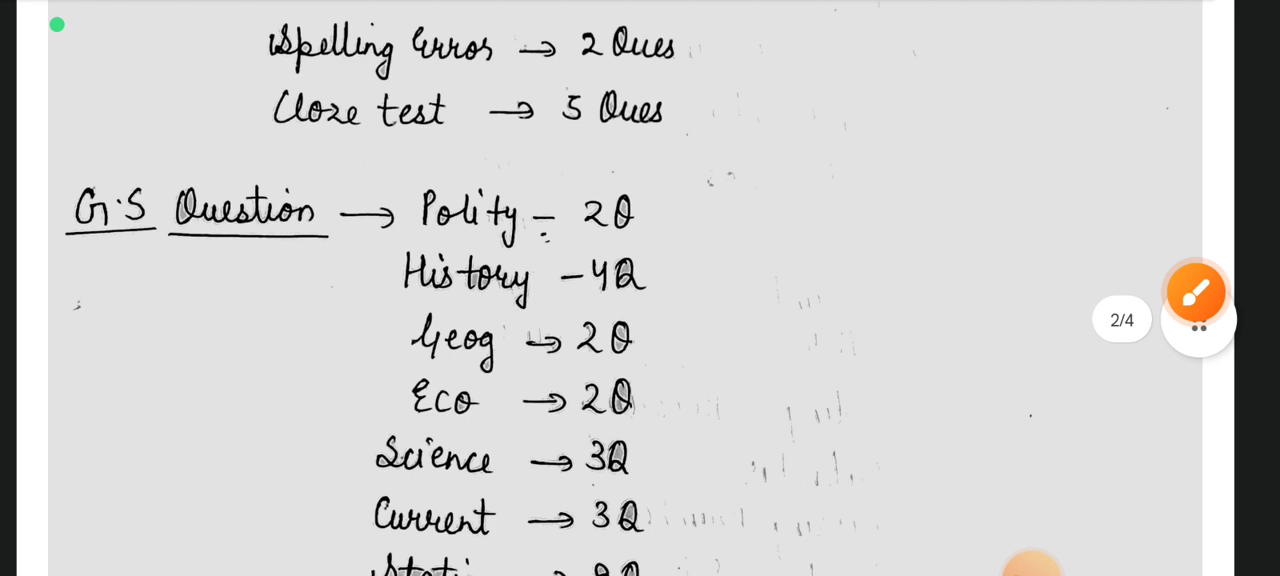 Spelling Erros → 2 Ques
Cloze test → 5 Ques
G.S Question → Polity - 2Q
History - 4Q
Geog → 2Q
Eco → 2Q
Science → 3Q
Current → 3Q
2/4